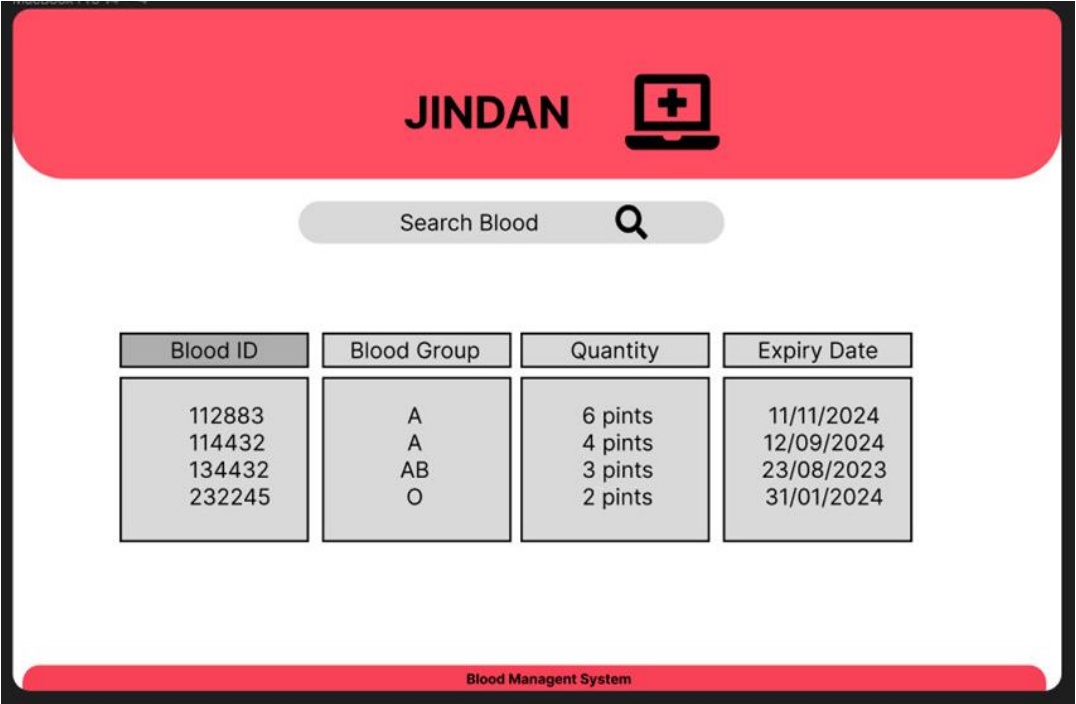 JINDAN
Search Blood
Blood ID Blood Group Quantity Expiry Date
112883 A 6 pints 11/11/2024
114432 A 4 pints 12/09/2024
134432 AB 3 pints 23/08/2023
232245 O 2 pints 31/01/2024
Blood Managent System